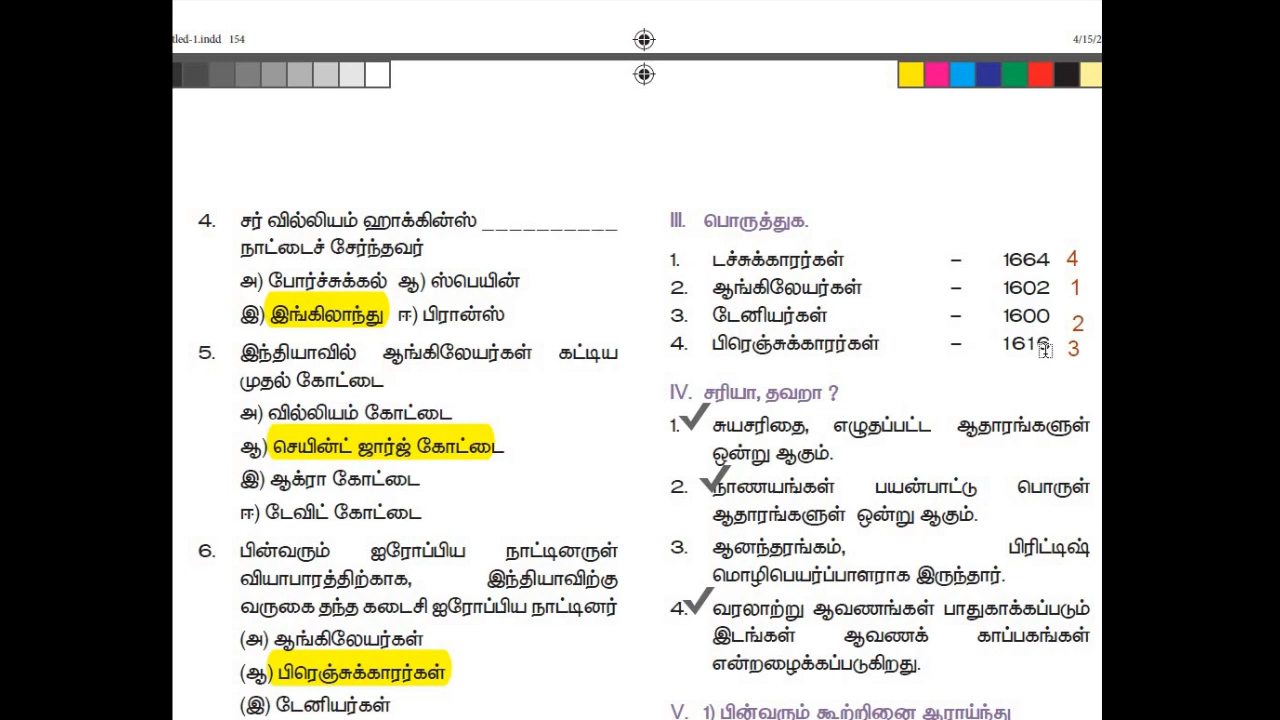 tled-1.indd 154
4/15/2
4. சர் வில்லியம் ஹாக்கின்ஸ் __________
நாட்டைச் சேர்ந்தவர்
அ) போர்ச்சுக்கல் ஆ) ஸ்பெயின்
இ) இங்கிலாந்து ஈ) பிரான்ஸ்
5. இந்தியாவில் ஆங்கிலேயர்கள் கட்டிய
முதல் கோட்டை
அ) வில்லியம் கோட்டை
ஆ) செயின்ட் ஜார்ஜ் கோட்டை
இ) ஆக்ரா கோட்டை
ஈ) டேவிட் கோட்டை
6. பின்வரும் ஐரோப்பிய நாட்டினருள்
வியாபாரத்திற்காக, இந்தியாவிற்கு
வருகை தந்த கடைசி ஐரோப்பிய நாட்டினர்
(அ) ஆங்கிலேயர்கள்
(ஆ) பிரெஞ்சுக்காரர்கள்
(இ) டேனியர்கள்
III. பொருத்துக.
1. டச்சுக்காரர்கள் – 1664 4
2. ஆங்கிலேயர்கள் – 1602 1
3. டேனியர்கள் – 1600 2
4. பிரெஞ்சுக்காரர்கள் – 1616 3
IV. சரியா, தவறா ?
1. சுயசரிதை, எழுதப்பட்ட ஆதாரங்களுள்
ஒன்று ஆகும்.
2. நாணயங்கள் பயன்பாட்டு பொருள்
ஆதாரங்களுள் ஒன்று ஆகும்.
3. ஆனந்தரங்கம், பிரிட்டிஷ்
மொழிபெயர்ப்பாளராக இருந்தார்.
4. வரலாற்று ஆவணங்கள் பாதுகாக்கப்படும்
இடங்கள் ஆவணக் காப்பகங்கள்
என்றழைக்கப்படுகிறது.
V. 1) பின்வரும் கூற்றினை ஆராய்ந்து